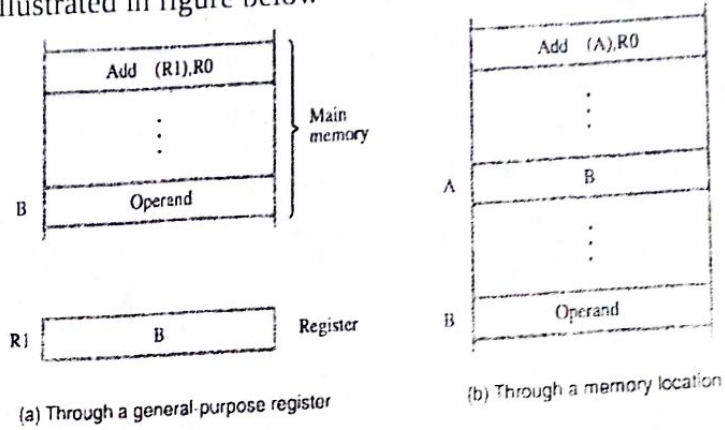 illustrated in figure below
Add (R1),R0
Main
memory
B
Operand
R1
B
Register
(a) Through a general-purpose register
Add (A),R0
A
B
B
Operand
(b) Through a memory location